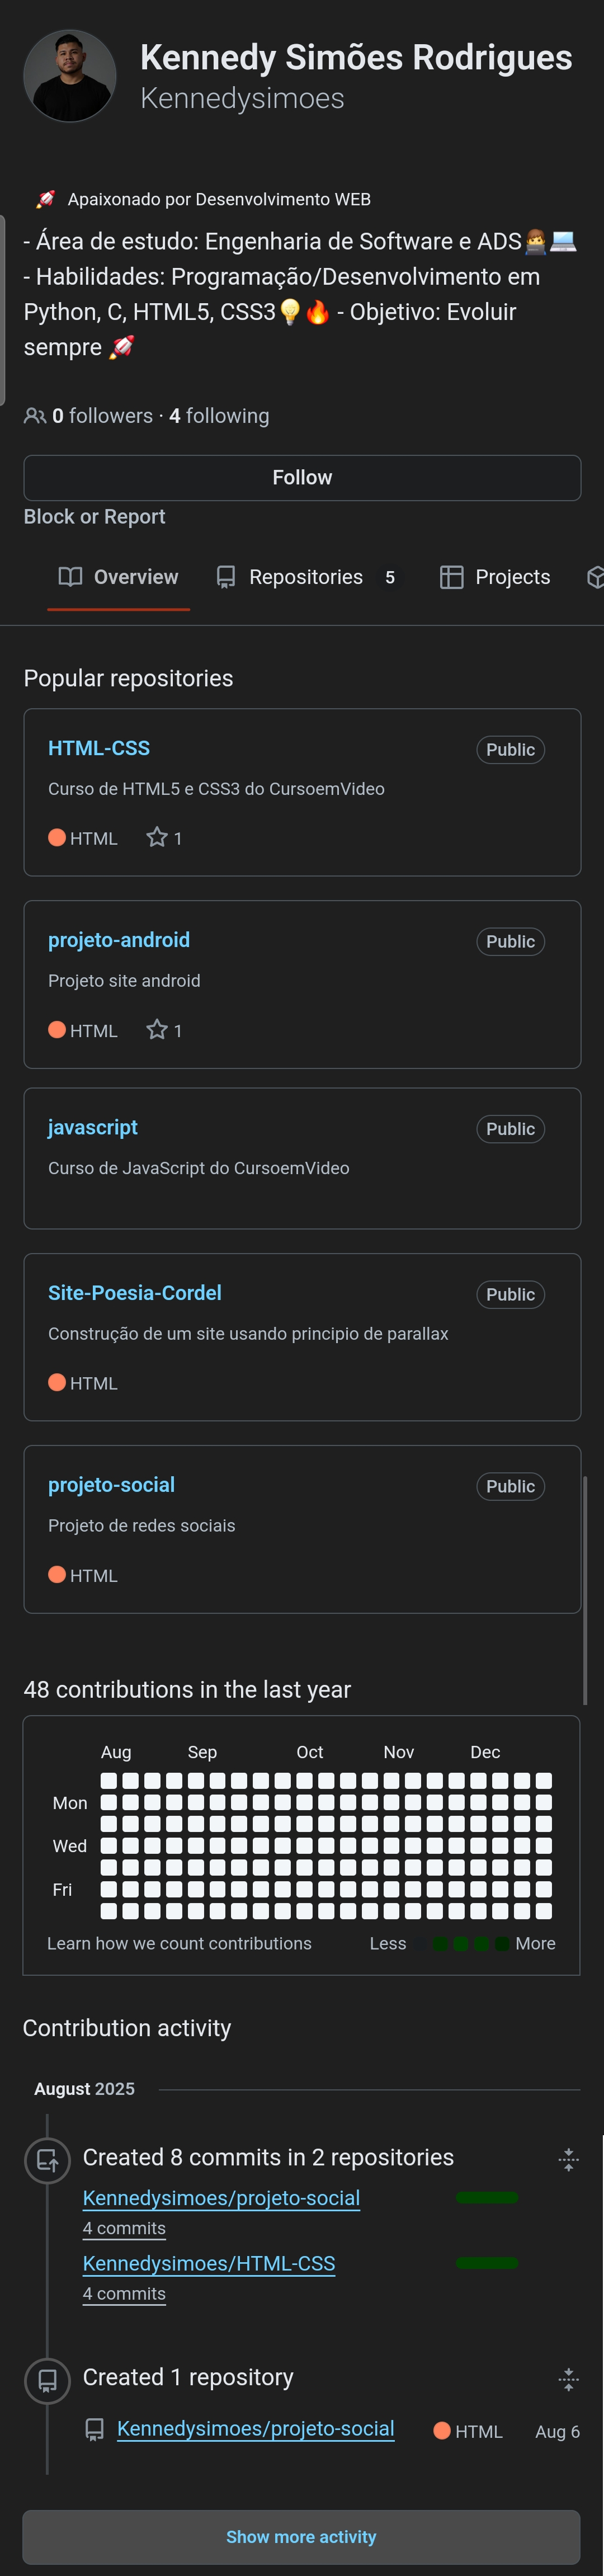 Kennedy Simões Rodrigues
Kennedysimoes
🚀 Apaixonado por Desenvolvimento WEB
- Área de estudo: Engenharia de Software e ADS👨‍💻💻
- Habilidades: Programação/Desenvolvimento em
Python, C, HTML5, CSS3💡🔥 - Objetivo: Evoluir
sempre 🚀
0 followers · 4 following
Follow
Block or Report
Overview Repositories 5 Projects
Popular repositories
HTML-CSS Public
Curso de HTML5 e CSS3 do CursoemVideo
HTML 1
projeto-android Public
Projeto site android
HTML 1
javascript Public
Curso de JavaScript do CursoemVideo
Site-Poesia-Cordel Public
Construção de um site usando principio de parallax
HTML
projeto-social Public
Projeto de redes sociais
HTML
48 contributions in the last year
Aug Sep Oct Nov Dec
Mon
Wed
Fri
Learn how we count contributions Less More
Contribution activity
August 2025
Created 8 commits in 2 repositories
Kennedysimoes/projeto-social
4 commits
Kennedysimoes/HTML-CSS
4 commits
Created 1 repository
Kennedysimoes/projeto-social HTML Aug 6
Show more activity